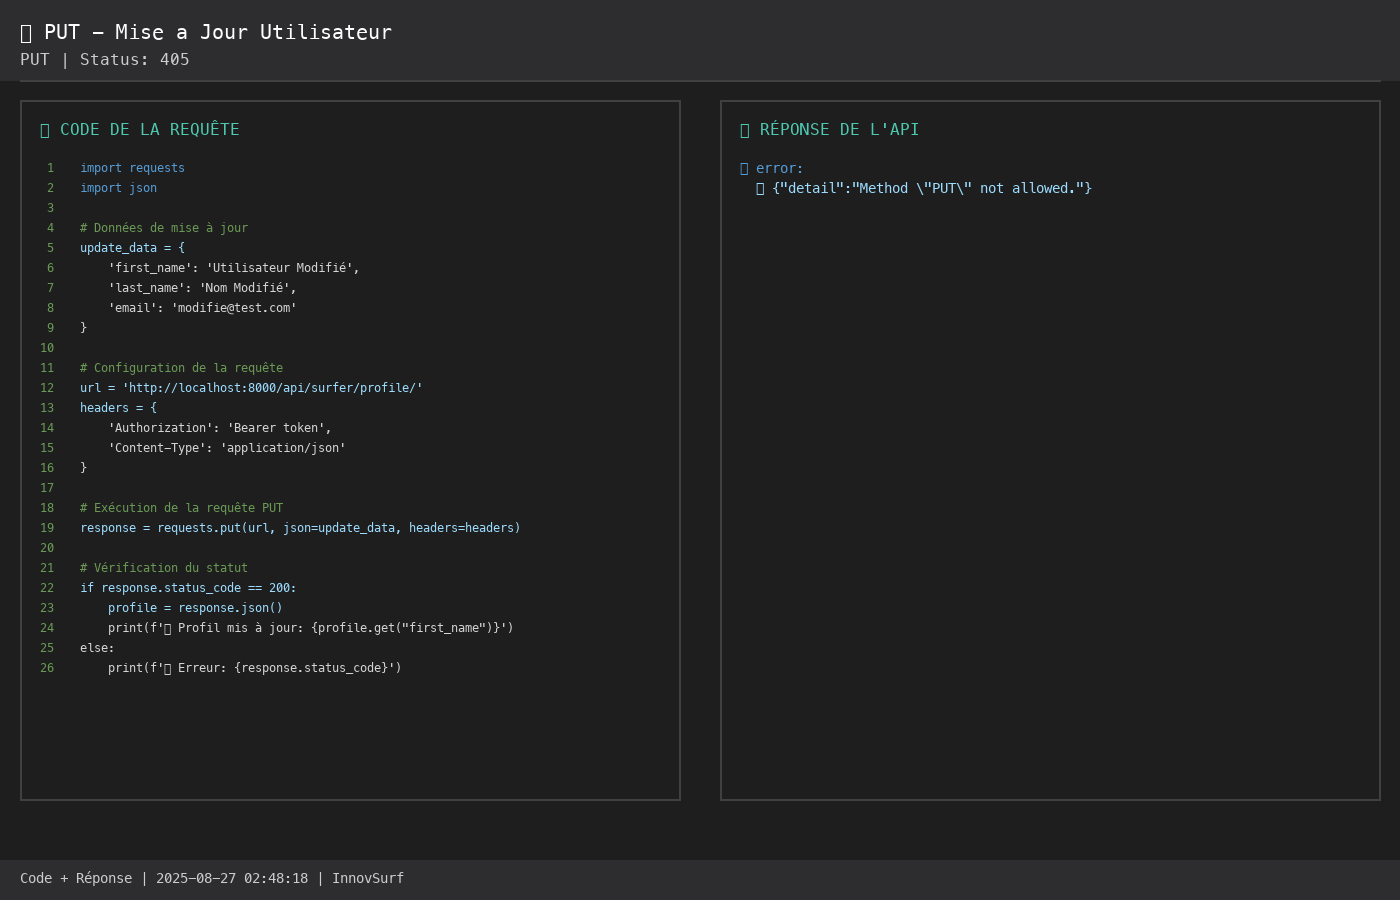 PUT - Mise a Jour Utilisateur
PUT | Status: 405
CODE DE LA REQUÊTE
1 import requests
2 import json
3
4 # Données de mise à jour
5 update_data = {
6     'first_name': 'Utilisateur Modifié',
7     'last_name': 'Nom Modifié',
8     'email': 'modifie@test.com'
9 }
10
11 # Configuration de la requête
12 url = 'http://localhost:8000/api/surfer/profile/'
13 headers = {
14     'Authorization': 'Bearer token',
15     'Content-Type': 'application/json'
16 }
17
18 # Exécution de la requête PUT
19 response = requests.put(url, json=update_data, headers=headers)
20
21 # Vérification du statut
22 if response.status_code == 200:
23     profile = response.json()
24     print(f'▯ Profil mis à jour: {profile.get("first_name")}')
25 else:
26     print(f'▯ Erreur: {response.status_code}')
RÉPONSE DE L'API
error:
{"detail":"Method \"PUT\" not allowed."}
Code + Réponse | 2025-08-27 02:48:18 | InnovSurf